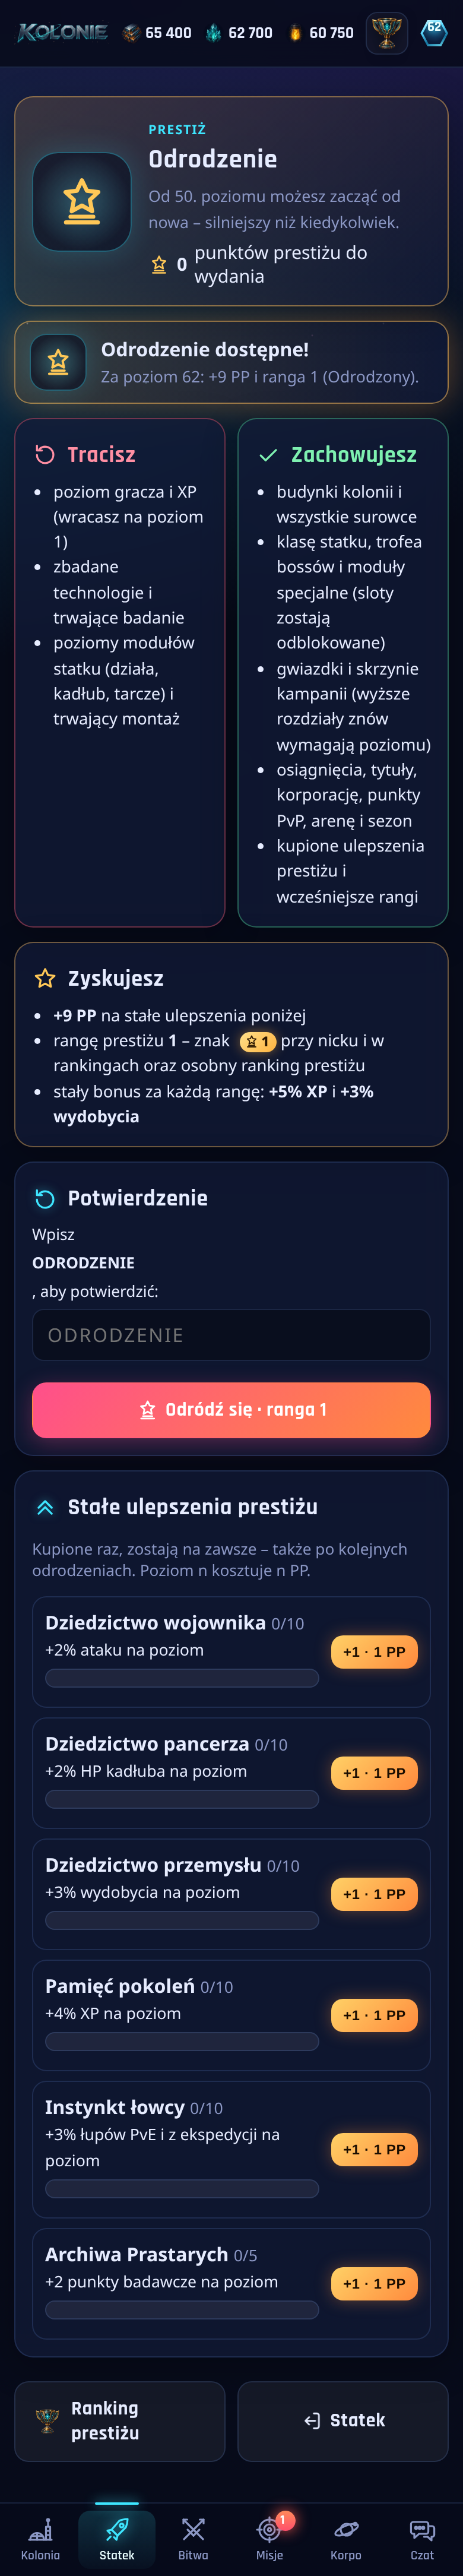 KOLONIE 65 400 62 700 60 750 62
PRESTIŻ
Odrodzenie
Od 50. poziomu możesz zacząć od
nowa – silniejszy niż kiedykolwiek.
0 punktów prestiżu do
wydania
Odrodzenie dostępne!
Za poziom 62: +9 PP i ranga 1 (Odrodzony).
Tracisz
• poziom gracza i XP
(wracasz na poziom
1)
• zbadane
technologie i
trwające badanie
• poziomy modułów
statku (działa,
kadłub, tarcze) i
trwający montaż
Zachowujesz
• budynki kolonii i
wszystkie surowce
• klasę statku, trofea
bossów i moduły
specjalne (sloty
zostają
odblokowane)
• gwiazdki i skrzynie
kampanii (wyższe
rozdziały znów
wymagają poziomu)
• osiągnięcia, tytuły,
korporację, punkty
PvP, arenę i sezon
• kupione ulepszenia
prestiżu i
wcześniejsze rangi
Zyskujesz
• +9 PP na stałe ulepszenia poniżej
• rangę prestiżu 1 – znak 1 przy nicku i w
rankingach oraz osobny ranking prestiżu
• stały bonus za każdą rangę: +5% XP i +3%
wydobycia
Potwierdzenie
Wpisz
ODRODZENIE
, aby potwierdzić:
ODRODZENIE
Odródź się · ranga 1
Stałe ulepszenia prestiżu
Kupione raz, zostają na zawsze – także po kolejnych
odrodzeniach. Poziom n kosztuje n PP.
Dziedzictwo wojownika 0/10
+2% ataku na poziom
+1 · 1 PP
Dziedzictwo pancerza 0/10
+2% HP kadłuba na poziom
+1 · 1 PP
Dziedzictwo przemysłu 0/10
+3% wydobycia na poziom
+1 · 1 PP
Pamięć pokoleń 0/10
+4% XP na poziom
+1 · 1 PP
Instynkt łowcy 0/10
+3% łupów PvE i z ekspedycji na
poziom
+1 · 1 PP
Archiwa Prastarych 0/5
+2 punkty badawcze na poziom
+1 · 1 PP
Ranking
prestiżu
Statek
1
Kolonia Statek Bitwa Misje Korpo Czat